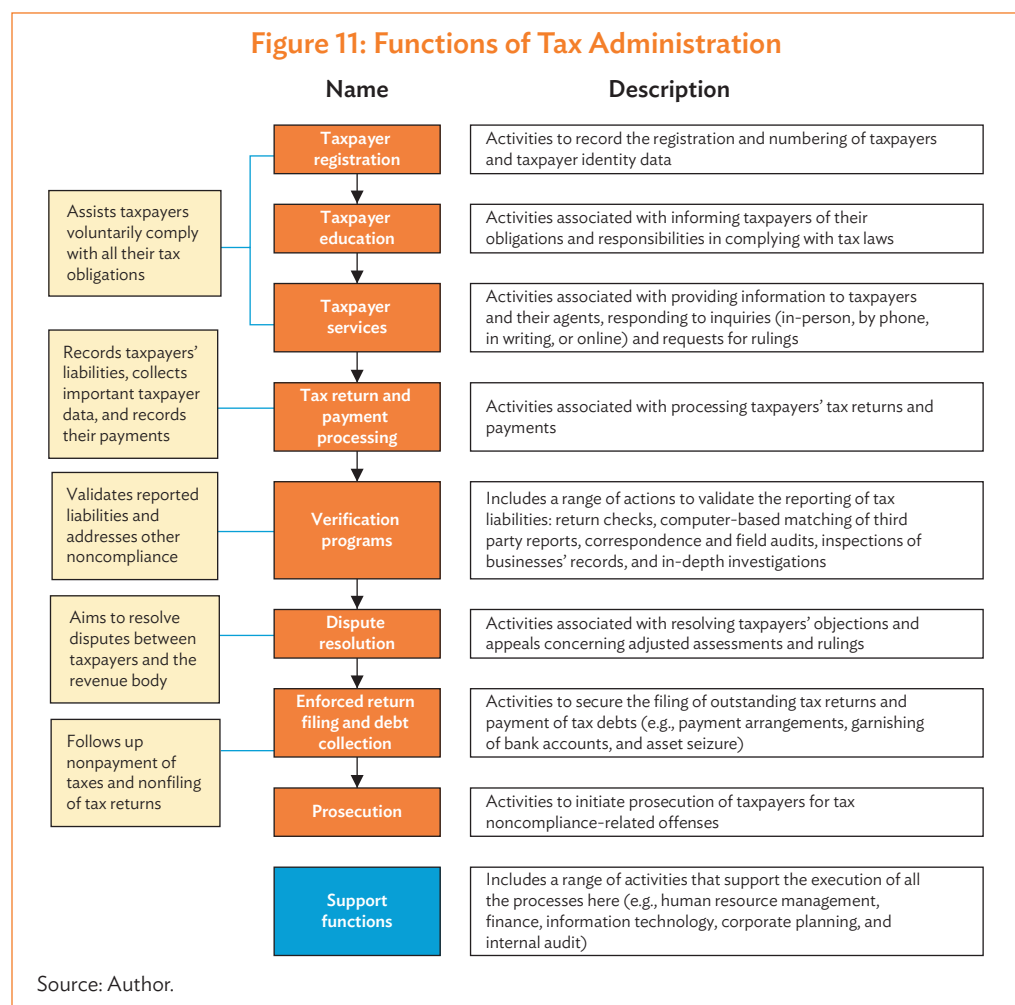 Figure 11: Functions of Tax Administration
Name
Description
Taxpayer
registration
Activities to record the registration and numbering of taxpayers
and taxpayer identity data
Assists taxpayers
voluntarily comply
with all their tax
obligations
Taxpayer
education
Activities associated with informing taxpayers of their
obligations and responsibilities in complying with tax laws
Taxpayer
services
Activities associated with providing information to taxpayers
and their agents, responding to inquiries (in-person, by phone,
in writing, or online) and requests for rulings
Records taxpayers’
liabilities, collects
important taxpayer
data, and records
their payments
Tax return and
payment
processing
Activities associated with processing taxpayers’ tax returns and
payments
Validates reported
liabilities and
addresses other
noncompliance
Verification
programs
Includes a range of actions to validate the reporting of tax
liabilities: return checks, computer-based matching of third
party reports, correspondence and field audits, inspections of
businesses’ records, and in-depth investigations
Aims to resolve
disputes between
taxpayers and the
revenue body
Dispute
resolution
Activities associated with resolving taxpayers’ objections and
appeals concerning adjusted assessments and rulings
Enforced return
filing and debt
collection
Activities to secure the filing of outstanding tax returns and
payment of tax debts (e.g., payment arrangements, garnishing
of bank accounts, and asset seizure)
Follows up
nonpayment of
taxes and nonfiling
of tax returns
Prosecution
Activities to initiate prosecution of taxpayers for tax
noncompliance-related offenses
Support
functions
Includes a range of activities that support the execution of all
the processes here (e.g., human resource management,
finance, information technology, corporate planning, and
internal audit)
Source: Author.